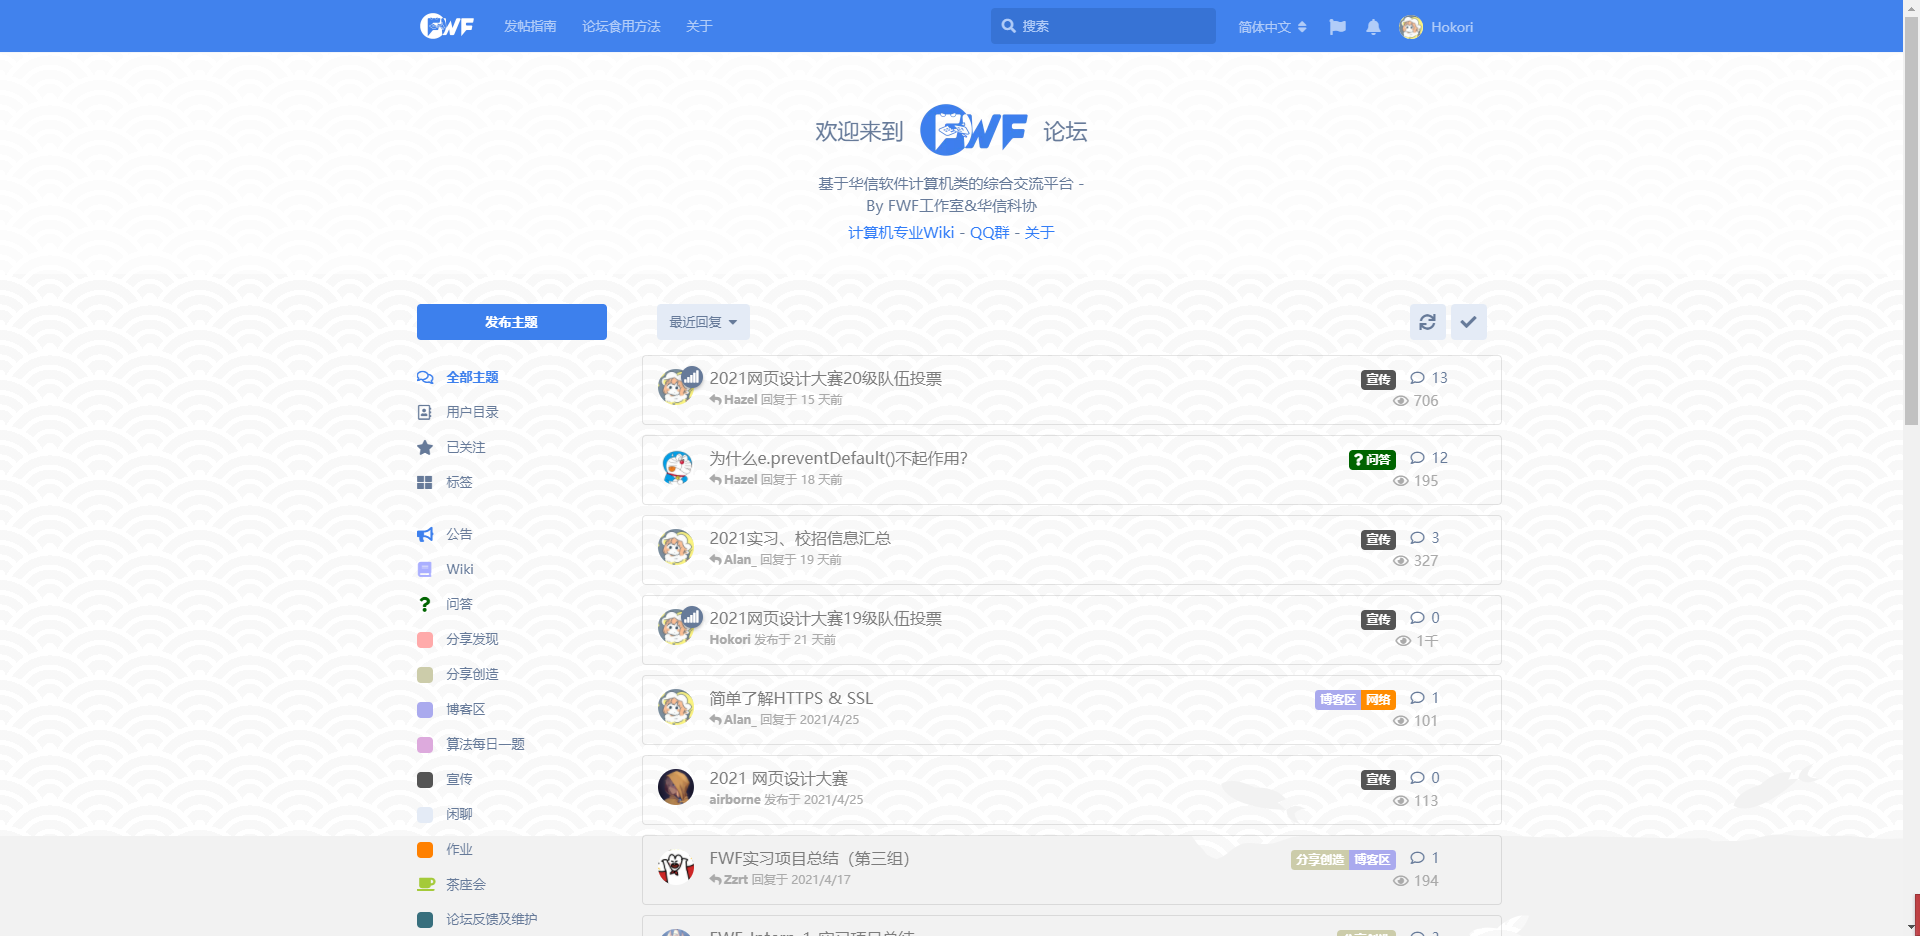 FWF 发帖指南 论坛食用方法 关于 搜索 简体中文 Hokori
欢迎来到 FWF 论坛
基于华信软件计算机类的综合交流平台 -
By FWF工作室&华信科协
计算机专业Wiki - QQ群 - 关于
发布主题
全部主题
用户目录
已关注
标签
公告
Wiki
问答
分享发现
分享创造
博客区
算法每日一题
宣传
闲聊
作业
茶座会
论坛反馈及维护
最近回复
2021网页设计大赛20级队伍投票 宣传 13
Hazel 回复于 15 天前 706
为什么e.preventDefault()不起作用? 问答 12
Hazel 回复于 18 天前 195
2021实习、校招信息汇总 宣传 3
Alan_ 回复于 19 天前 327
2021网页设计大赛19级队伍投票 宣传 0
Hokori 发布于 21 天前 1千
简单了解HTTPS & SSL 博客区 网络 1
Alan_ 回复于 2021/4/25 101
2021 网页设计大赛 宣传 0
airborne 发布于 2021/4/25 113
FWF实习项目总结（第三组） 分享创造 博客区 1
Zzrt 回复于 2021/4/17 194